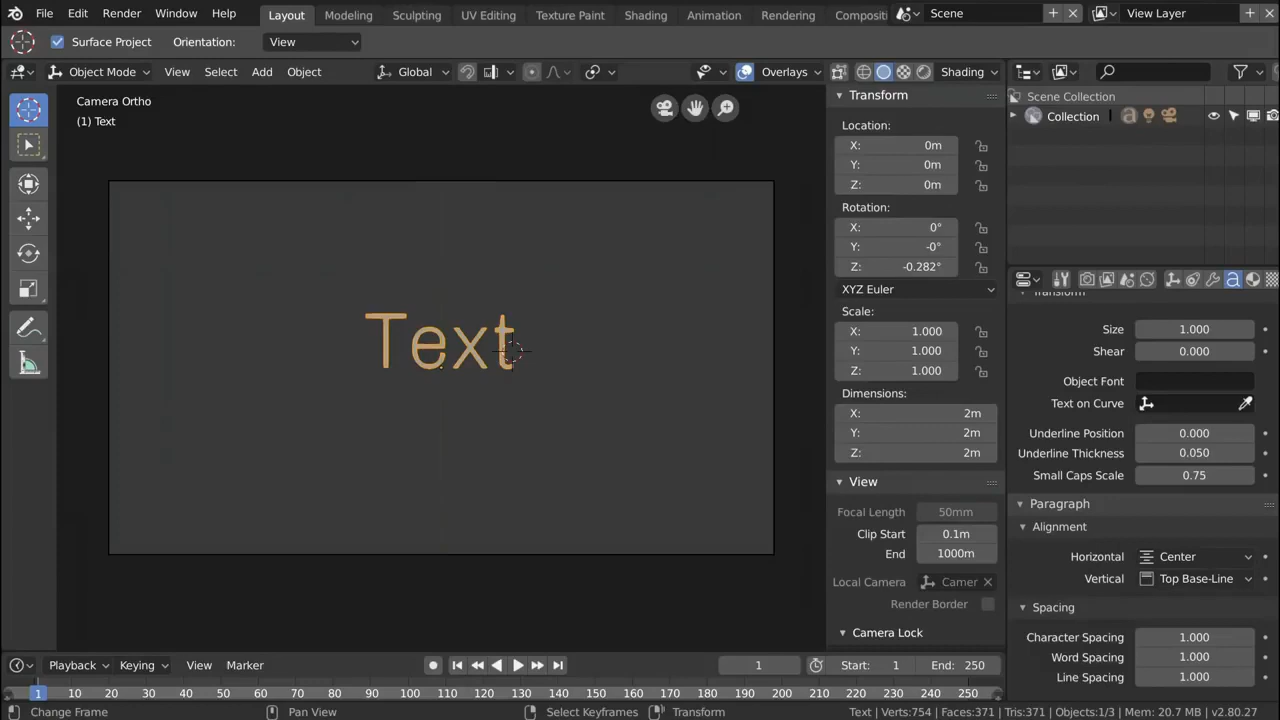 File Edit Render Window Help Layout Modeling Sculpting UV Editing Texture Paint Shading Animation Rendering Scene View Layer
Surface Project Orientation: View
Object Mode View Select Add Object Global Overlays Shading
Camera Ortho
(1) Text
Text
Transform
Location:
X: 0m
Y: 0m
Z: 0m
Rotation:
X: 0°
Y: -0°
Z: -0.282°
XYZ Euler
Scale:
X: 1.000
Y: 1.000
Z: 1.000
Dimensions:
X: 2m
Y: 2m
Z: 2m
View
Focal Length 50mm
Clip Start 0.1m
End 1000m
Local Camera Camer
Render Border
Camera Lock
Scene Collection
Collection
Size 1.000
Shear 0.000
Object Font
Text on Curve
Underline Position 0.000
Underline Thickness 0.050
Small Caps Scale 0.75
Paragraph
Alignment
Horizontal Center
Vertical Top Base-Line
Spacing
Character Spacing 1.000
Word Spacing 1.000
Line Spacing 1.000
Playback Keying View Marker 1 Start: 1 End: 250
1 10 20 30 40 50 60 70 80 90 100 110 120 130 140 150 160 170 180 190 200 210 220 230 240 250
Change Frame Pan View Select Keyframes Transform Text | Verts:754 | Faces:371 | Tris:371 | Objects:1/3 | Mem: 20.7 MB | v2.80.27